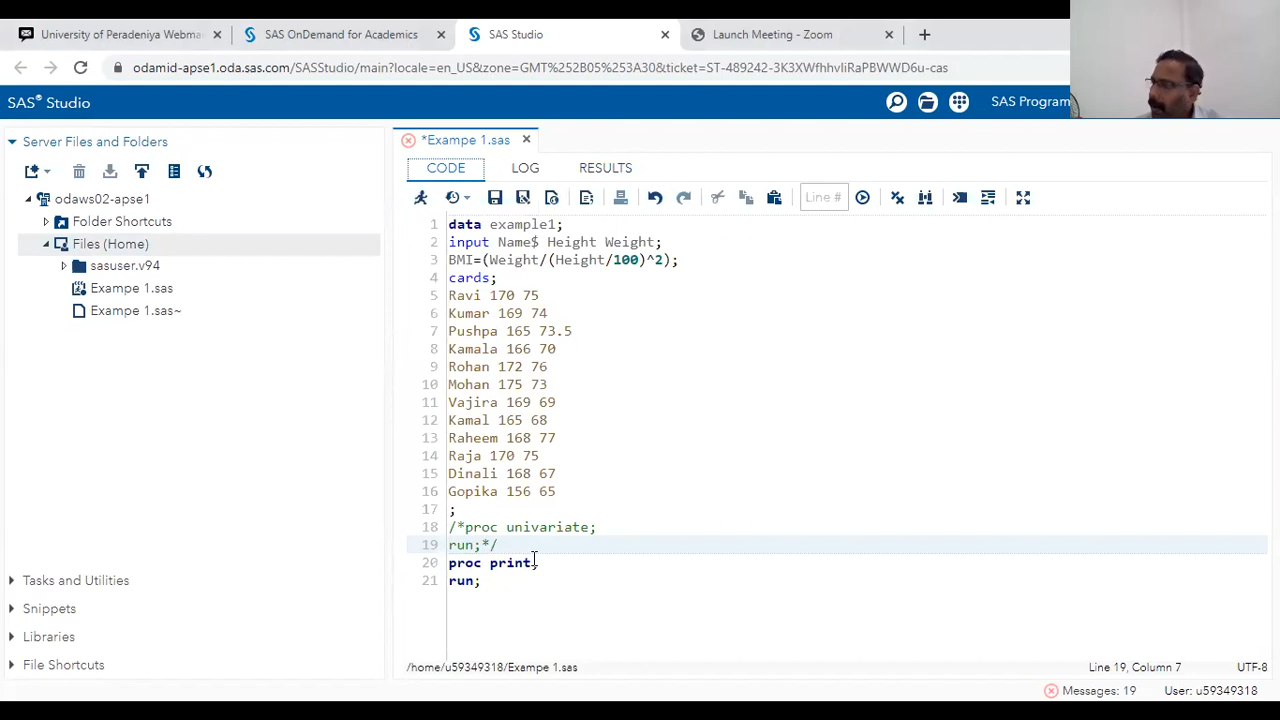 University of Peradeniya Webma
SAS OnDemand for Academics
SAS Studio
Launch Meeting - Zoom
odamid-apse1.oda.sas.com/SASStudio/main?locale=en_US&zone=GMT%252B05%253A30&ticket=ST-489242-3K3XWfhhvIiRaPBWWD6u-cas
SAS® Studio
SAS Program
Server Files and Folders
*Exampe 1.sas
CODE LOG RESULTS
Line #
odaws02-apse1
Folder Shortcuts
Files (Home)
sasuser.v94
Exampe 1.sas
Exampe 1.sas~
Tasks and Utilities
Snippets
Libraries
File Shortcuts
1 data example1;
2 input Name$ Height Weight;
3 BMI=(Weight/(Height/100)^2);
4 cards;
5 Ravi 170 75
6 Kumar 169 74
7 Pushpa 165 73.5
8 Kamala 166 70
9 Rohan 172 76
10 Mohan 175 73
11 Vajira 169 69
12 Kamal 165 68
13 Raheem 168 77
14 Raja 170 75
15 Dinali 168 67
16 Gopika 156 65
17 ;
18 /*proc univariate;
19 run;*/
20 proc print;
21 run;
/home/u59349318/Exampe 1.sas
Line 19, Column 7
UTF-8
Messages: 19
User: u59349318